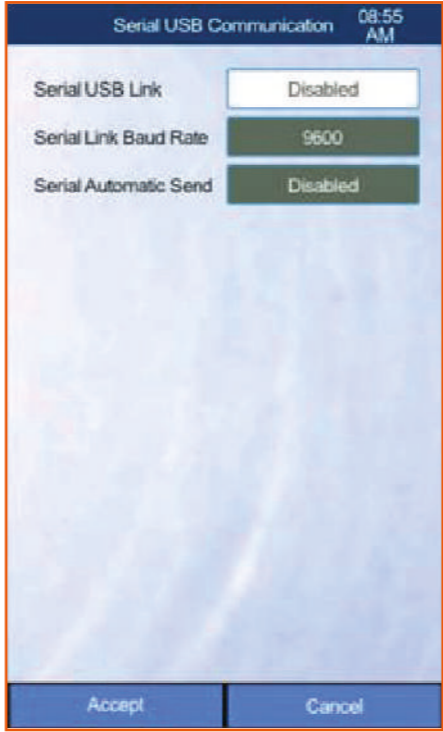 Serial USB Communication 08:55
AM
Serial USB Link Disabled
Serial Link Baud Rate 9600
Serial Automatic Send Disabled
Accept Cancel